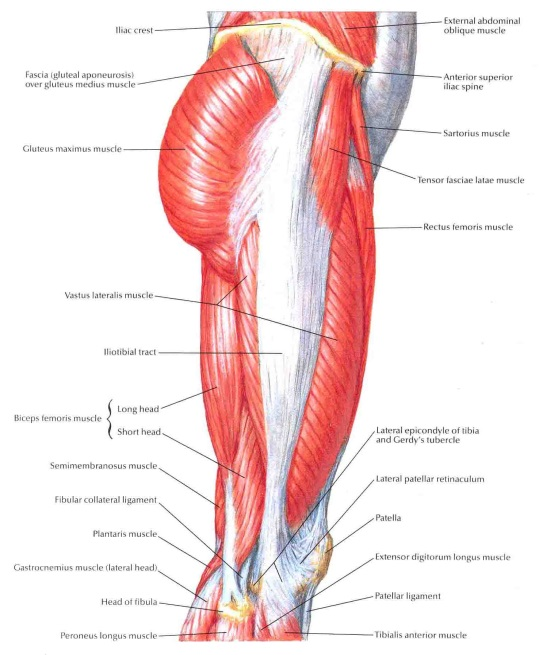 Iliac crest
Fascia (gluteal aponeurosis)
over gluteus medius muscle
Gluteus maximus muscle
Vastus lateralis muscle
Iliotibial tract
Biceps femoris muscle
Long head
Short head
Semimembranosus muscle
Fibular collateral ligament
Plantaris muscle
Gastrocnemius muscle (lateral head)
Head of fibula
Peroneus longus muscle
External abdominal
oblique muscle
Anterior superior
iliac spine
Sartorius muscle
Tensor fasciae latae muscle
Rectus femoris muscle
Lateral epicondyle of tibia
and Gerdy's tubercle
Lateral patellar retinaculum
Patella
Extensor digitorum longus muscle
Patellar ligament
Tibialis anterior muscle